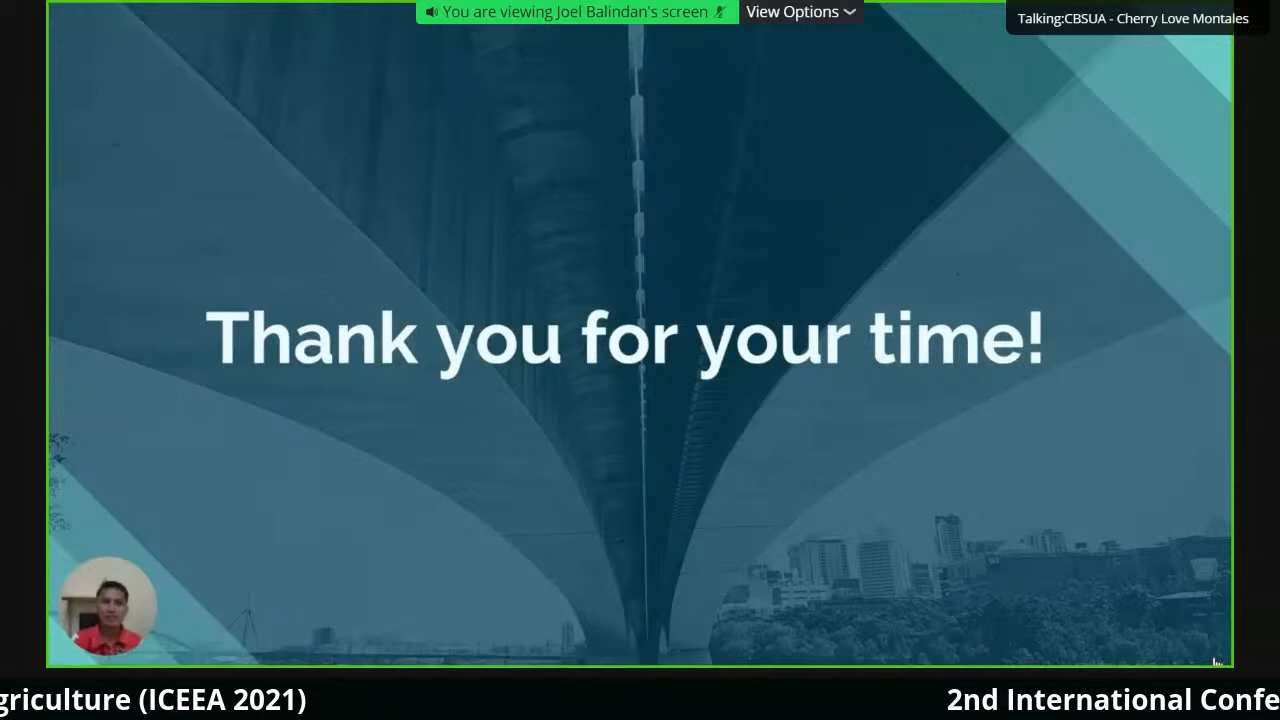 You are viewing Joel Balindan's screen
View Options
Talking:CBSUA - Cherry Love Montales
Thank you for your time!
griculture (ICEEA 2021)
2nd International Confe